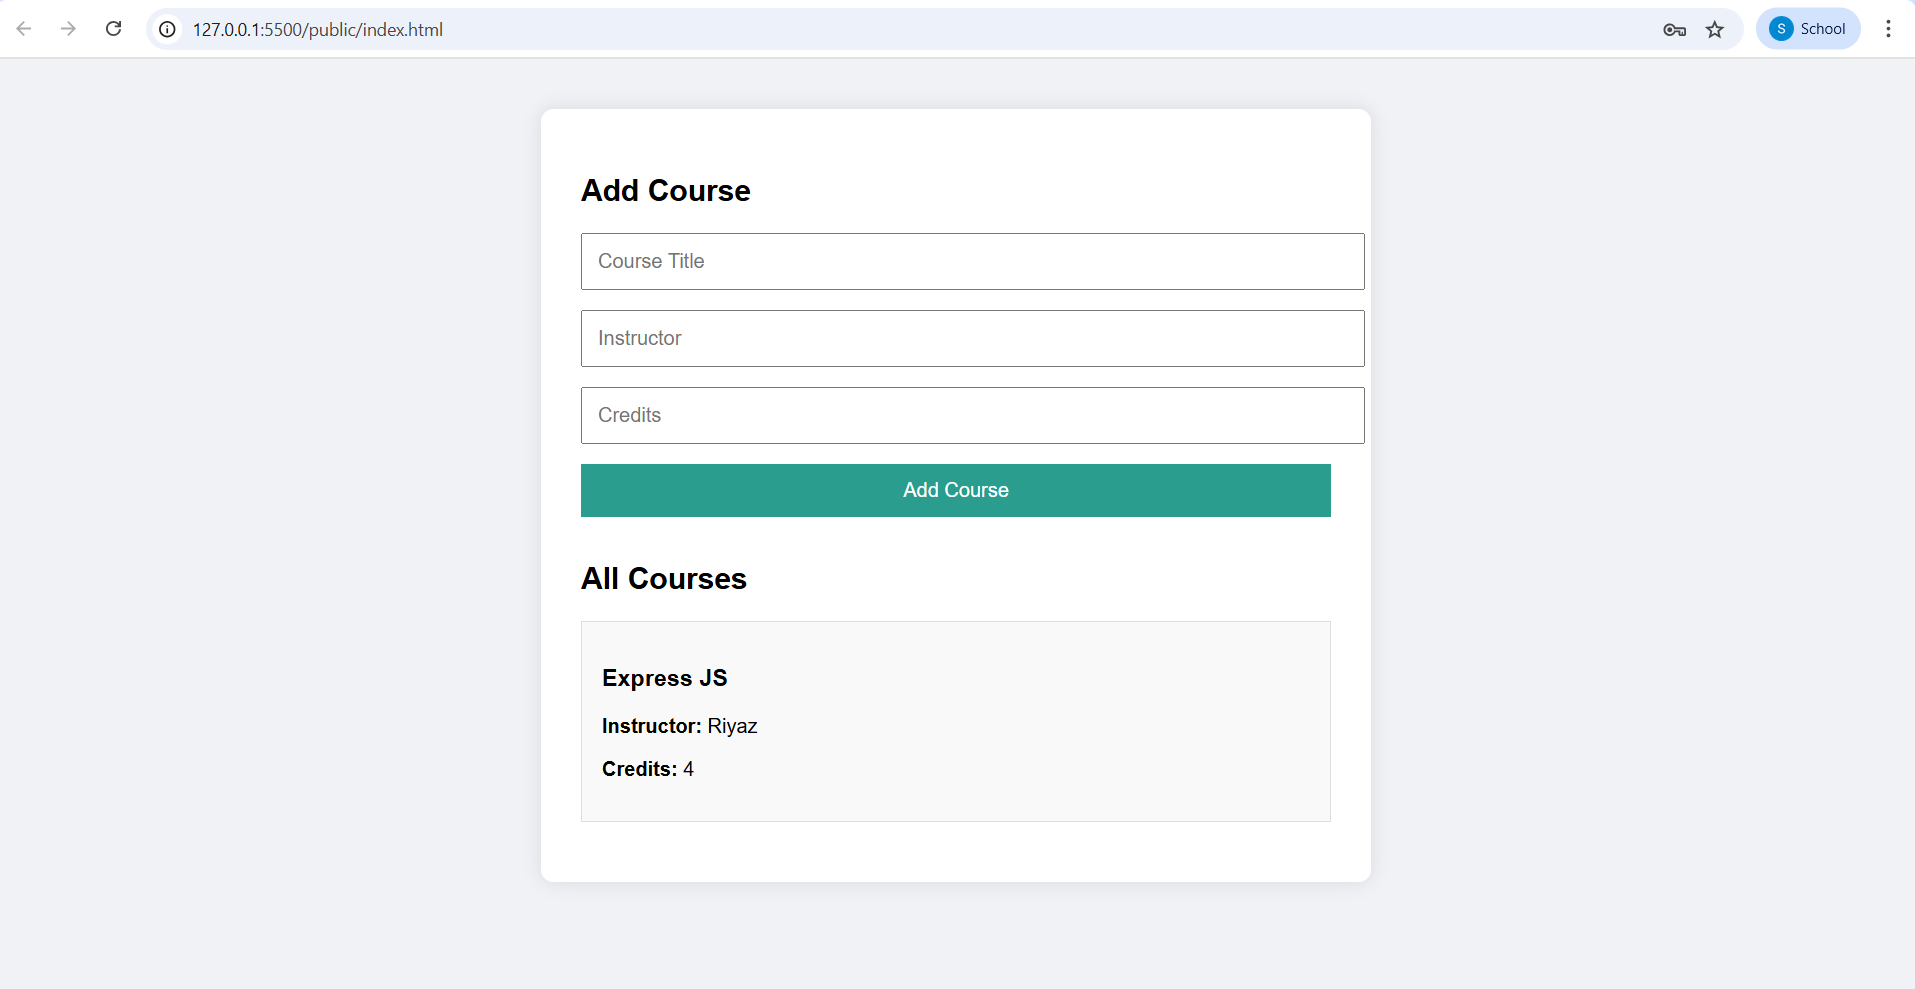 127.0.0.1:5500/public/index.html
S School
Add Course
Course Title
Instructor
Credits
Add Course
All Courses
Express JS
Instructor: Riyaz
Credits: 4